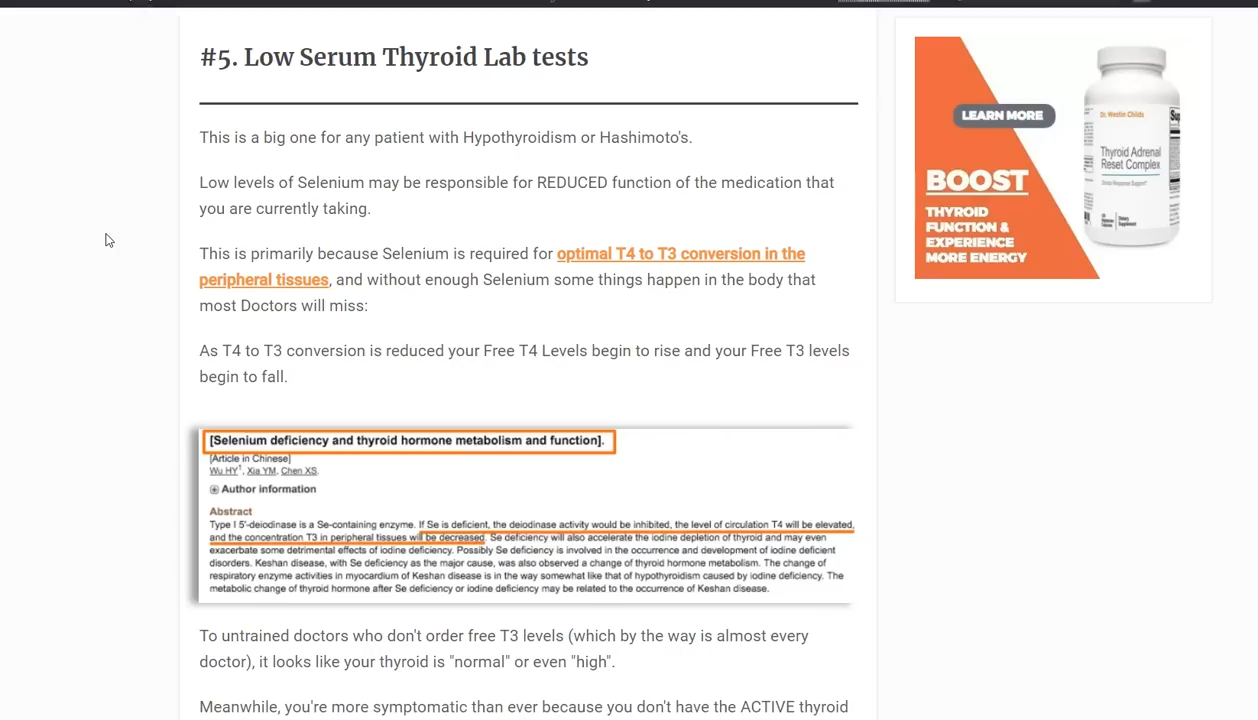 #5. Low Serum Thyroid Lab tests
This is a big one for any patient with Hypothyroidism or Hashimoto's.
Low levels of Selenium may be responsible for REDUCED function of the medication that
you are currently taking.
This is primarily because Selenium is required for optimal T4 to T3 conversion in the
peripheral tissues, and without enough Selenium some things happen in the body that
most Doctors will miss:
As T4 to T3 conversion is reduced your Free T4 Levels begin to rise and your Free T3 levels
begin to fall.
[Selenium deficiency and thyroid hormone metabolism and function].
[Article in Chinese]
Wu HY1, Xia YM, Chen XS.
Author information
Abstract
Type I 5'-deiodinase is a Se-containing enzyme. If Se is deficient, the deiodinase activity would be inhibited, the level of circulation T4 will be elevated,
and the concentration T3 in peripheral tissues will be decreased. Se deficiency will also accelerate the iodine depletion of thyroid and may even
exacerbate some detrimental effects of iodine deficiency. Possibly Se deficiency is involved in the occurrence and development of iodine deficient
disorders. Keshan disease, with Se deficiency as the major cause, was also observed a change of thyroid hormone metabolism. The change of
respiratory enzyme activities in myocardium of Keshan disease is in the way somewhat like that of hypothyroidism caused by iodine deficiency. The
metabolic change of thyroid hormone after Se deficiency or iodine deficiency may be related to the occurrence of Keshan disease.
To untrained doctors who don't order free T3 levels (which by the way is almost every
doctor), it looks like your thyroid is "normal" or even "high".
Meanwhile, you're more symptomatic than ever because you don't have the ACTIVE thyroid
LEARN MORE
BOOST
THYROID
FUNCTION &
EXPERIENCE
MORE ENERGY
Dr. Westin Childs
Thyroid Adrenal
Reset Complex